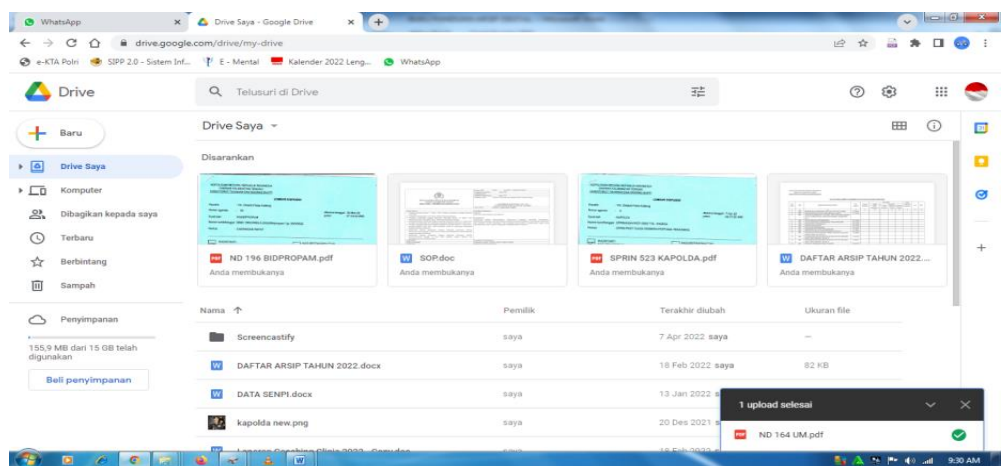 WhatsApp
Drive Saya - Google Drive
drive.google.com/drive/my-drive
e-KTA Polri SIPP 2.0 - Sistem Inf... E - Mental Kalender 2022 Leng... WhatsApp
Drive
Telusuri di Drive
Baru
Drive Saya
Komputer
Dibagikan kepada saya
Terbaru
Berbintang
Sampah
Penyimpanan
155,9 MB dari 15 GB telah
digunakan
Beli penyimpanan
Drive Saya
Disarankan
ND 196 BIDPROPAM.pdf
Anda membukanya
SOP.doc
Anda membukanya
SPRIN 523 KAPOLDA.pdf
Anda membukanya
DAFTAR ARSIP TAHUN 2022....
Anda membukanya
Nama Pemilik Terakhir diubah Ukuran file
Screencastify saya 7 Apr 2022 saya —
DAFTAR ARSIP TAHUN 2022.docx saya 18 Feb 2022 saya 82 KB
DATA SENPI.docx saya 13 Jan 2022
kapolda new.png saya 20 Des 2021
1 upload selesai
ND 164 UM.pdf
9:30 AM